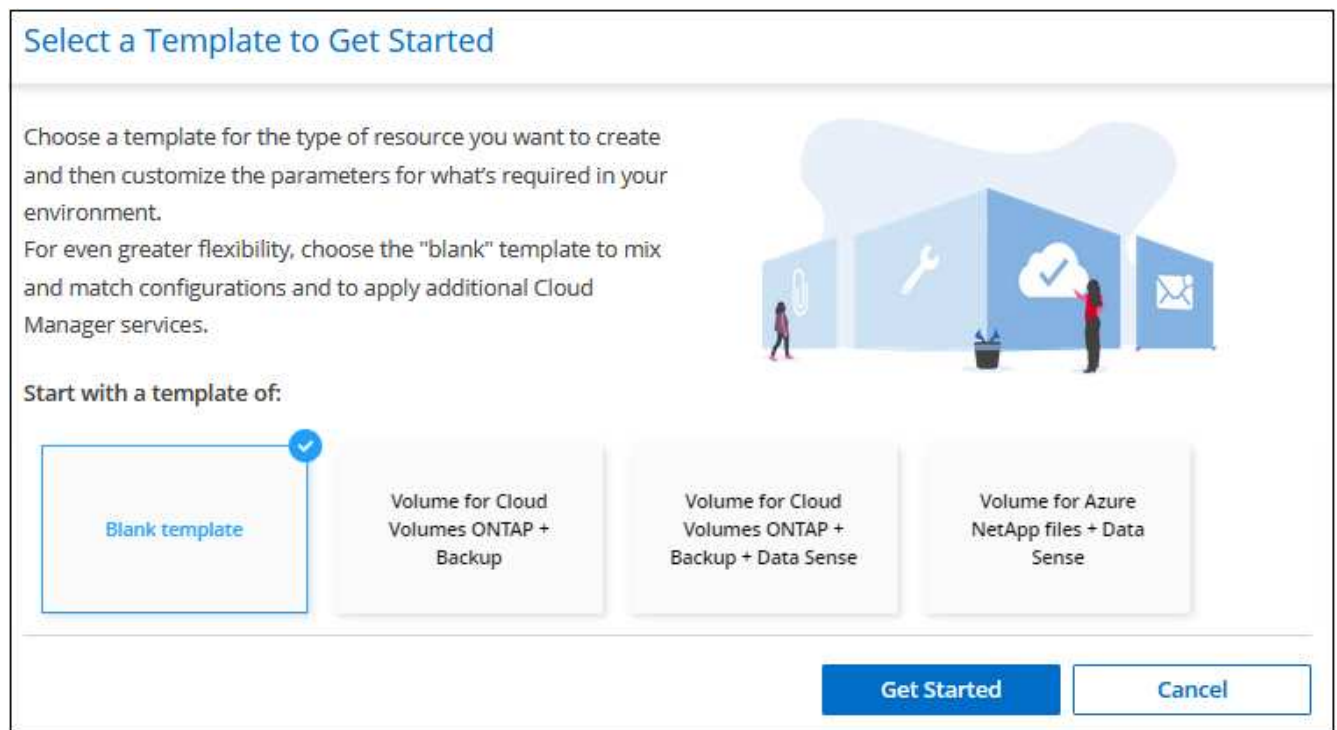 Select a Template to Get Started
Choose a template for the type of resource you want to create
and then customize the parameters for what's required in your
environment.
For even greater flexibility, choose the "blank" template to mix
and match configurations and to apply additional Cloud
Manager services.
Start with a template of:
Blank template
Volume for Cloud
Volumes ONTAP +
Backup
Volume for Cloud
Volumes ONTAP +
Backup + Data Sense
Volume for Azure
NetApp files + Data
Sense
Get Started
Cancel